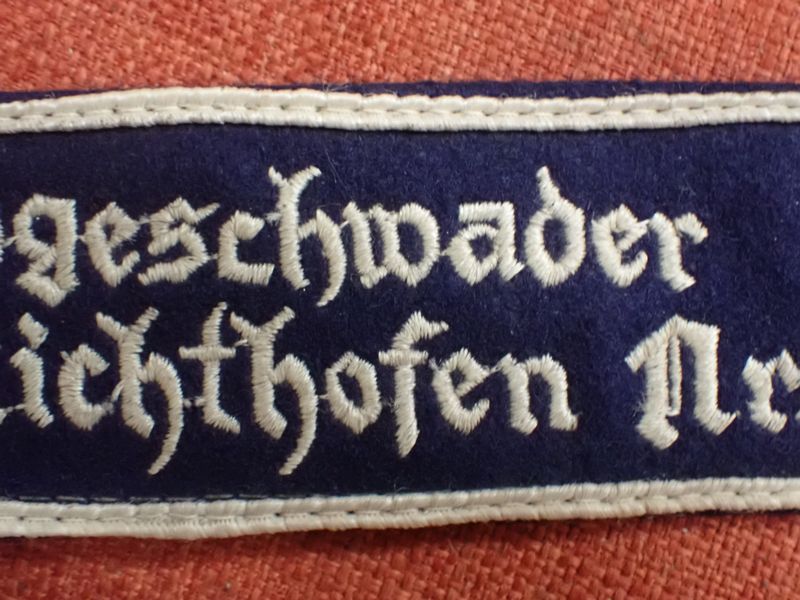 geschwader
ichthofen Nr.